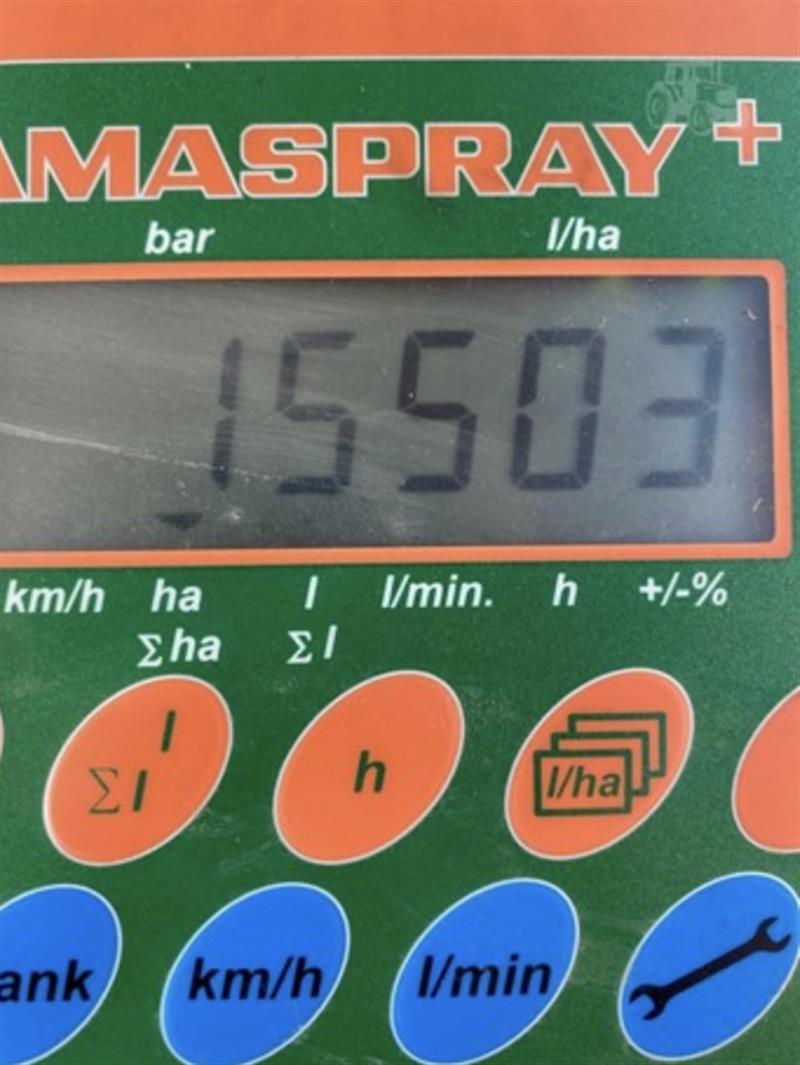 AMASPRAY+
bar l/ha
15503
km/h ha l l/min. h +/-%
Σha Σl
l
Σl h l/ha
ank km/h l/min